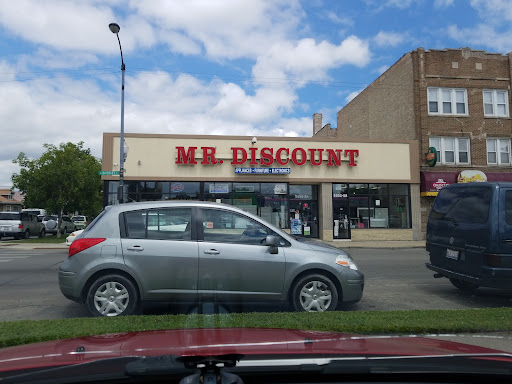 MR. DISCOUNT
APPLIANCES • FURNITURE • ELECTRONICS